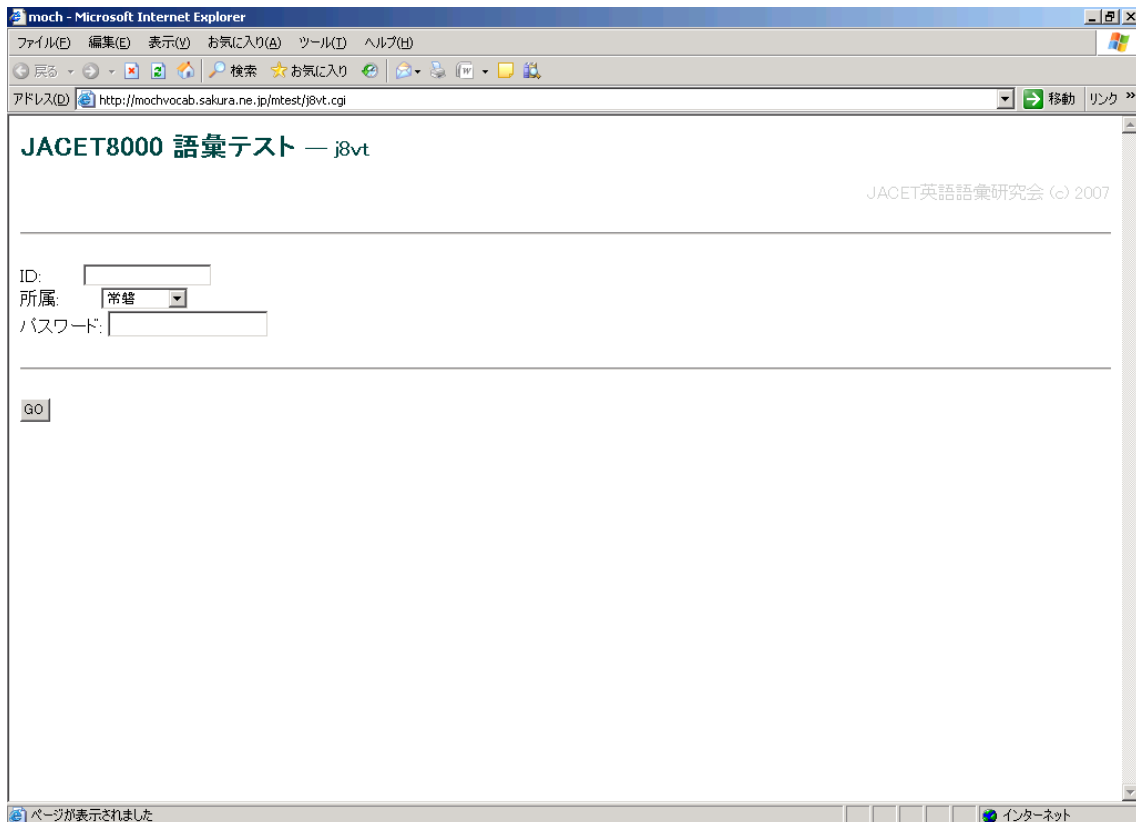 moch - Microsoft Internet Explorer
ファイル(F) 編集(E) 表示(V) お気に入り(A) ツール(T) ヘルプ(H)
戻る 検索 お気に入り
アドレス(D) http://mochvocab.sakura.ne.jp/mtest/j8vt.cgi 移動 リンク »
JACET8000 語彙テスト — j8vt
JACET英語語彙研究会 (c) 2007
ID:
所属: 常磐
パスワード:
GO
ページが表示されました インターネット